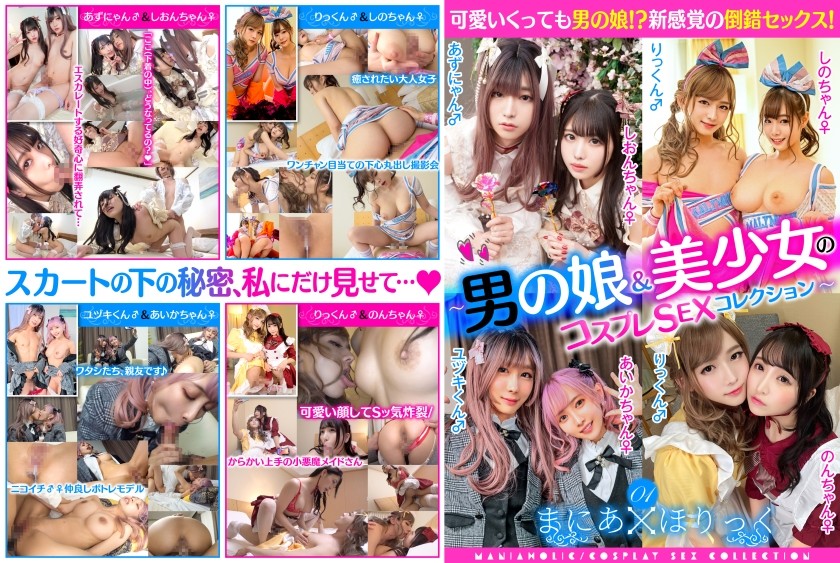 あずにゃん♂&しおんちゃん♀
「ここ(下着の中)、どうなってるの?♥」
エスカレートする好奇心に翻弄されて…
りっくん♂&しのちゃん♀
癒されたい大人女子
ワンチャン目当ての下心丸出し撮影会
スカートの下の秘密、私にだけ見せて…♥
ユヅキくん♂&あいかちゃん♀
ワタシたち、親友です♪
ニコイチ♂♀仲良しポトレモデル
りっくん♂&のんちゃん♀
可愛い顔してSッ気炸裂!
からかい上手の小悪魔メイドさん
可愛いくっても男の娘!?新感覚の倒錯セックス!
あずにゃん♂
しおんちゃん♀
りっくん♂
しのちゃん♀
~男の娘&美少女の
コスプレSEXコレクション~
ユヅキくん♂
あいかちゃん♀
りっくん♂
のんちゃん♀
01
まにあ×ほりっく
MANIAHOLIC/COSPLAY SEX COLLECTION